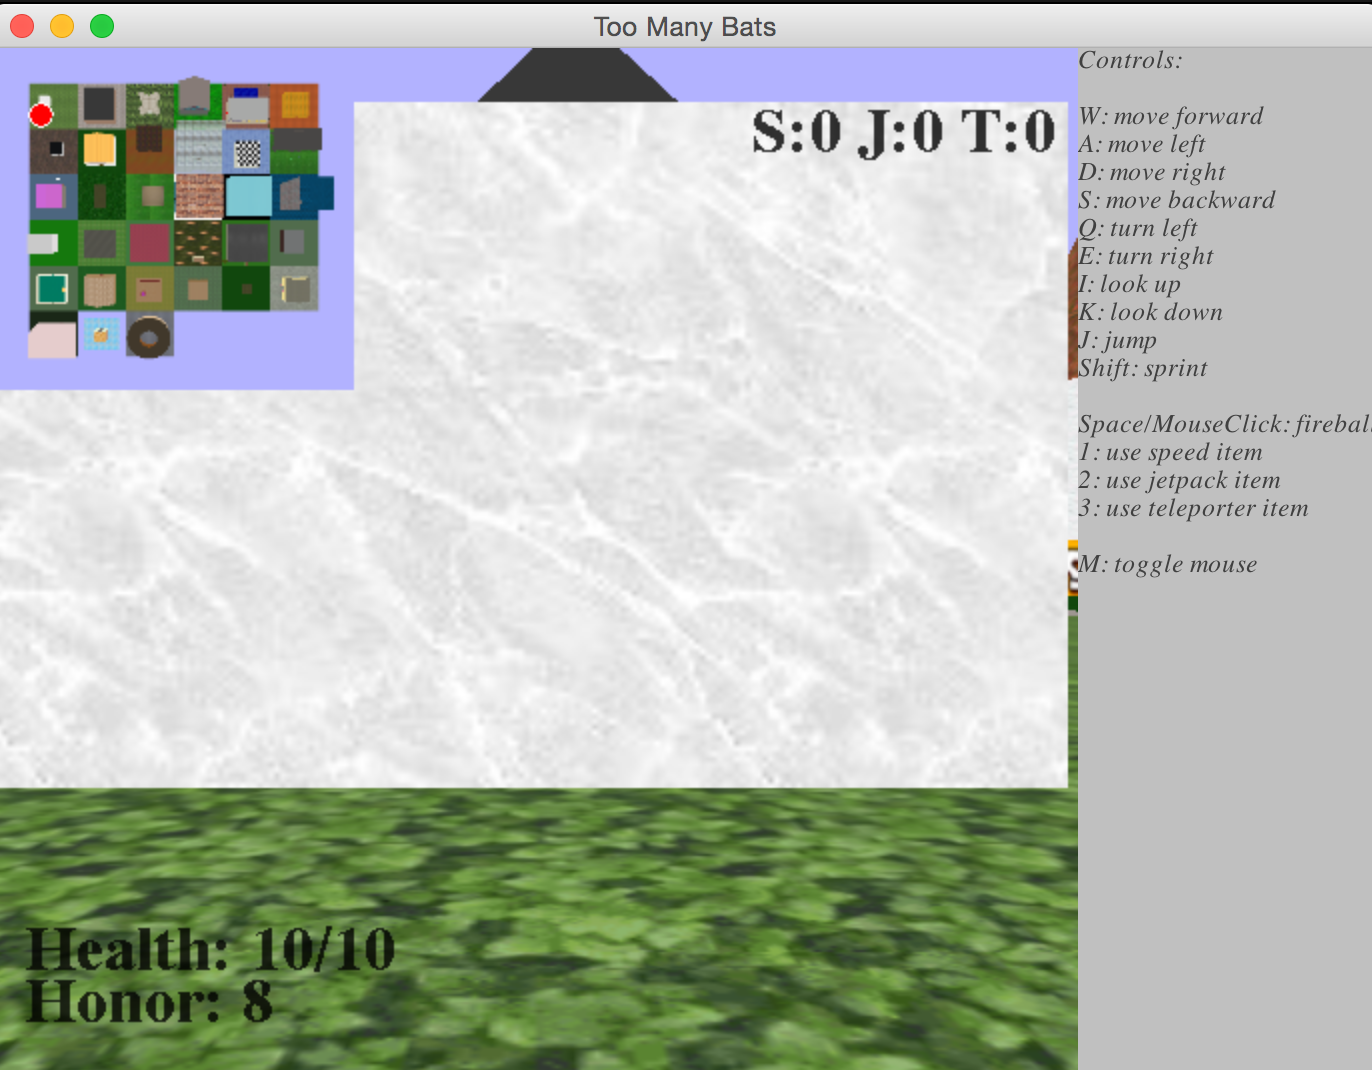 Too Many Bats
S:0 J:0 T:0
Controls:
W: move forward
A: move left
D: move right
S: move backward
Q: turn left
E: turn right
I: look up
K: look down
J: jump
Shift: sprint
Space/MouseClick: fireball
1: use speed item
2: use jetpack item
3: use teleporter item
M: toggle mouse
Health: 10/10
Honor: 8